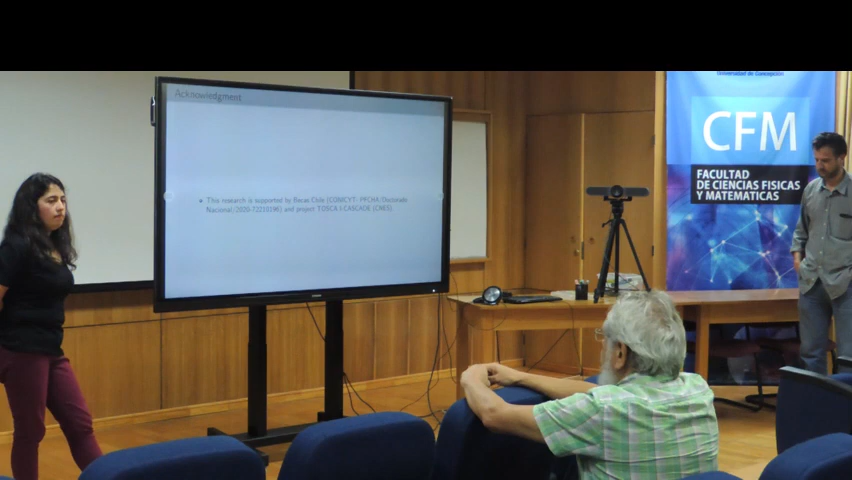 Acknowledgment
This research is supported by Becas Chile (CONICYT- PFCHA/Doctorado
Nacional/2020-72210196) and project TOSCA I-CASCADE (CNES).
Universidad de Concepción
CFM
FACULTAD
DE CIENCIAS FISICAS
Y MATEMATICAS